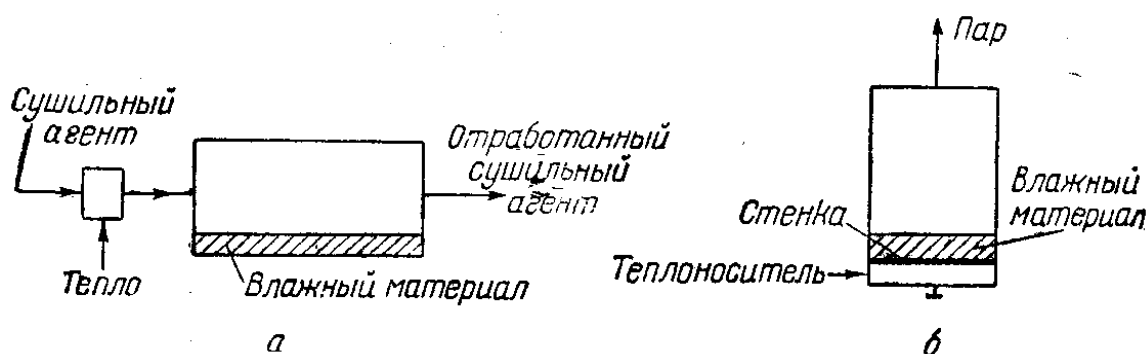 Сушильный
агент
Тепло
Влажный материал
Отработанный
сушильный
агент
а
Пар
Влажный
материал
Стенка
Теплоноситель
б